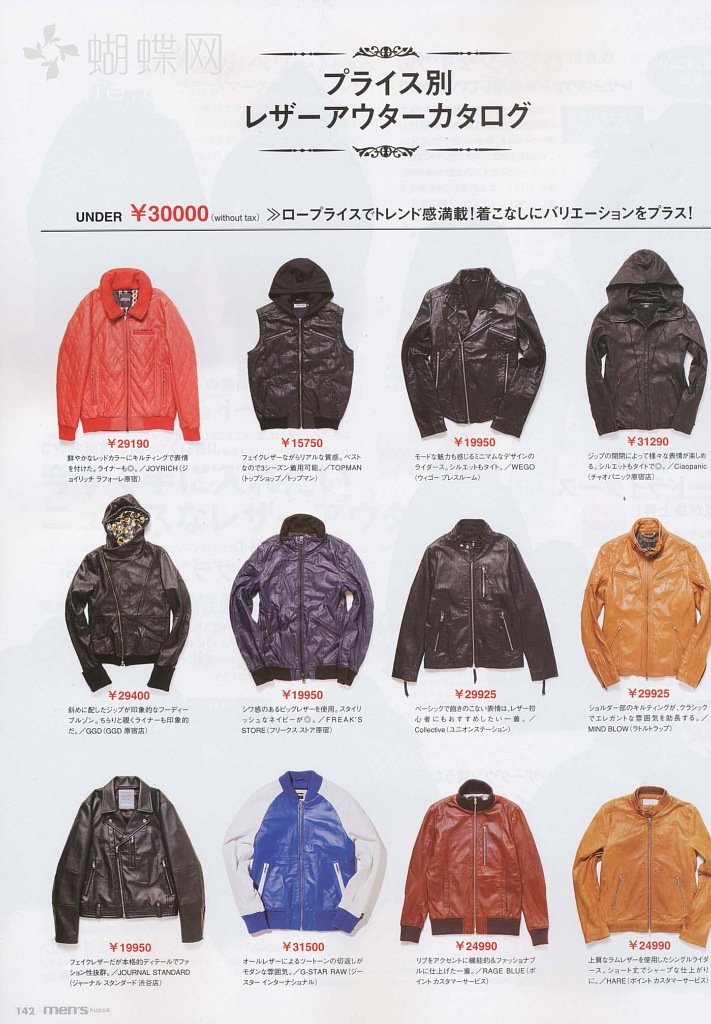 蝴蝶网
プライス別
レザーアウターカタログ
UNDER ¥30000 (without tax) ≫ロープライスでトレンド感満載！着こなしにバリエーションをプラス！
¥29190
鮮やかなレッドカラーにキルティングで表情
を付けた。ライナーも◎。／JOYRICH（ジ
ョイリッチ ラフォーレ原宿）
¥15750
フェイクレザーながらリアルな質感。ベスト
なので3シーズン着用可能。／TOPMAN
（トップショップ／トップマン）
¥19950
モードな魅力も感じるミニマムなデザインの
ライダース。シルエットもタイト。／WEGO
（ウィゴー プレスルーム）
¥31290
ジップの開閉によって様々な表情が楽しめ
る。シルエットもタイトで◎。／Ciaopanic
（チャオパニック原宿店）
¥29400
斜めに配したジップが印象的なフーディー
ブルゾン。ちらりと覗くライナーも印象的
だ。／GGD（GGD 原宿店）
¥19950
シワ感のあるピッグレザーを使用。スタイリ
ッシュなネイビーが◎。／FREAK'S
STORE（フリークス ストア原宿）
¥29925
ベーシックで飽きのこない表情は、レザー初
心者にもおすすめしたい一着。／
Collective（ユニオンステーション）
¥29925
ショルダー部のキルティングが、クラシック
でエレガントな雰囲気を助長する。／
MIND BLOW（ラトルトラップ）
¥19950
フェイクレザーだが本格的ディテールでファ
ション性抜群。／JOURNAL STANDARD
（ジャーナル スタンダード 渋谷店）
¥31500
オールレザーによるツートーンの切返しが
モダンな雰囲気。／G-STAR RAW（ジー
スター インターナショナル）
¥24990
リブをアクセントに機能的＆ファッショナブ
ルに仕上げた一着。／RAGE BLUE（ポ
イント カスタマーサービス）
¥24990
上質なラムレザーを使用したシングルライダ
ース。ショート丈でシャープな仕上がり
に。／HARE（ポイント カスタマーサービス）
142 men's FUDGE